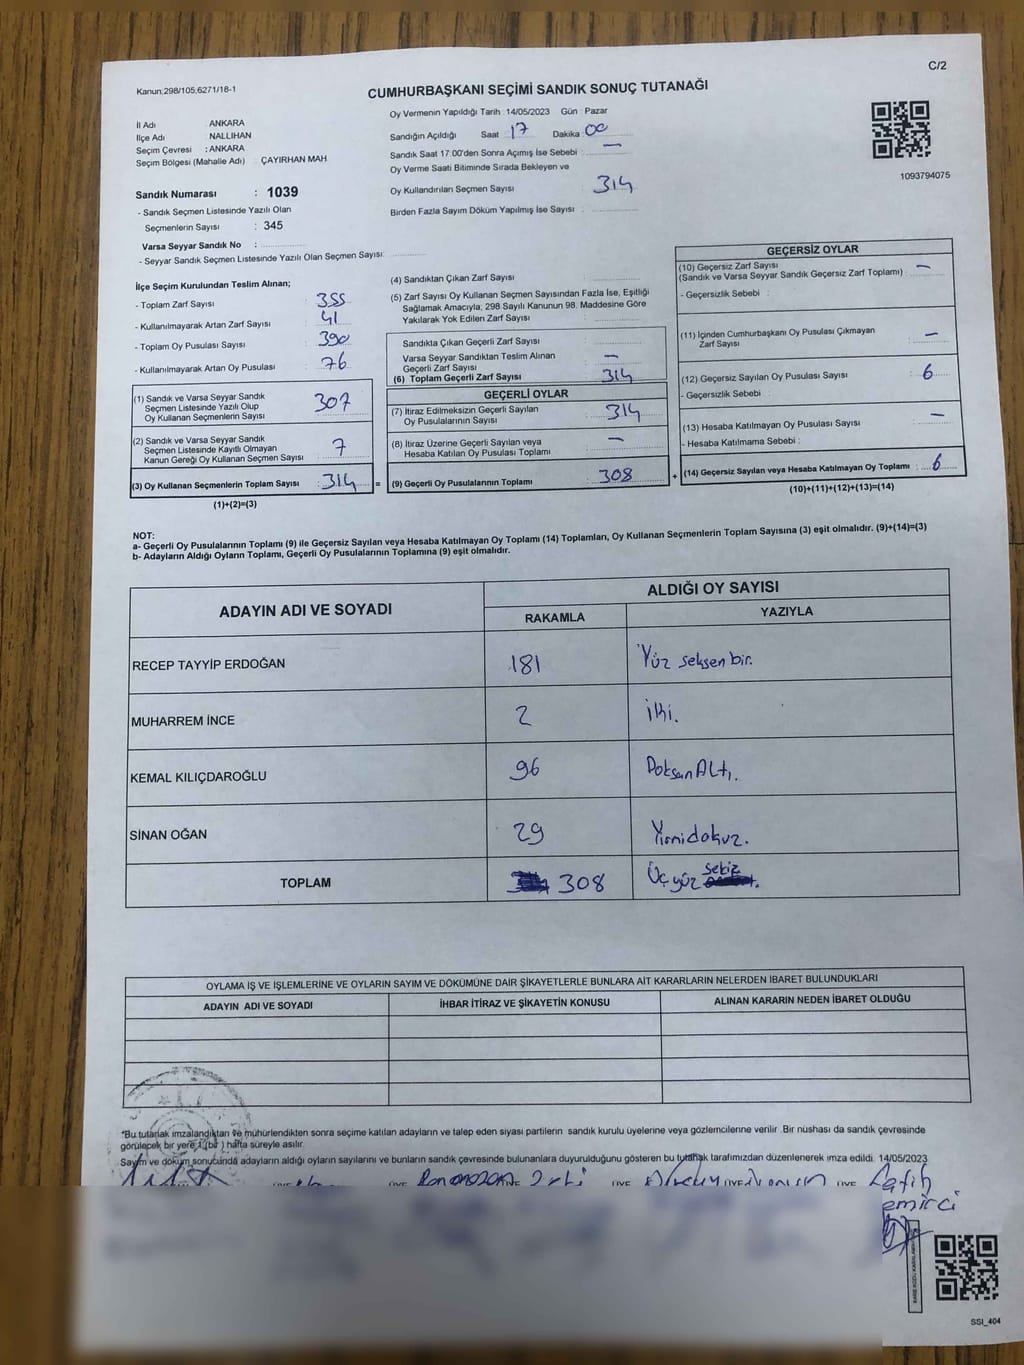 C/2
Kanun:298/105;6271/18-1
CUMHURBAŞKANI SEÇİMİ SANDIK SONUÇ TUTANAĞI
Oy Vermenin Yapıldığı Tarih 14/05/2023 Gün Pazar
İl Adı ANKARA
İlçe Adı NALLIHAN
Seçim Çevresi : ANKARA
Seçim Bölgesi (Mahalle Adı) : ÇAYIRHAN MAH
Sandığın Açıldığı Saat 17 Dakika 00
Sandık Saat 17:00'den Sonra Açımış İse Sebebi : —
Oy Verme Saati Bitiminde Sırada Bekleyen ve
Oy Kullandırılan Seçmen Sayısı 314
Birden Fazla Sayım Döküm Yapılmış İse Sayısı :
1093794075
Sandık Numarası : 1039
- Sandık Seçmen Listesinde Yazılı Olan
Seçmenlerin Sayısı : 345
Varsa Seyyar Sandık No :
- Seyyar Sandık Seçmen Listesinde Yazılı Olan Seçmen Sayısı:
İlçe Seçim Kurulundan Teslim Alınan;
- Toplam Zarf Sayısı : 355
- Kullanılmayarak Artan Zarf Sayısı : 41
- Toplam Oy Pusulası Sayısı : 390
- Kullanılmayarak Artan Oy Pusulası : 76
(1) Sandık ve Varsa Seyyar Sandık
Seçmen Listesinde Yazılı Olup
Oy Kullanan Seçmenlerin Sayısı : 307
(2) Sandık ve Varsa Seyyar Sandık
Seçmen Listesinde Kayıtlı Olmayan
Kanun Gereği Oy Kullanan Seçmen Sayısı : 7
(3) Oy Kullanan Seçmenlerin Toplam Sayısı : 314 =
(1)+(2)=(3)
(4) Sandıktan Çıkan Zarf Sayısı :
(5) Zarf Sayısı Oy Kullanan Seçmen Sayısından Fazla İse, Eşitliği
Sağlamak Amacıyla, 298 Sayılı Kanunun 98. Maddesine Göre
Yakılarak Yok Edilen Zarf Sayısı :
Sandıkta Çıkan Geçerli Zarf Sayısı :
Varsa Seyyar Sandıktan Teslim Alınan
Geçerli Zarf Sayısı : —
(6) Toplam Geçerli Zarf Sayısı : 314
GEÇERLİ OYLAR
(7) İtiraz Edilmeksizin Geçerli Sayılan
Oy Pusulalarının Sayısı : 314
(8) İtiraz Üzerine Geçerli Sayılan veya
Hesaba Katılan Oy Pusulası Toplamı : —
(9) Geçerli Oy Pusulalarının Toplamı : 308 +
GEÇERSİZ OYLAR
(10) Geçersiz Zarf Sayısı
(Sandık ve Varsa Seyyar Sandık Geçersiz Zarf Toplamı) : —
- Geçersizlik Sebebi :
(11) İçinden Cumhurbaşkanı Oy Pusulası Çıkmayan
Zarf Sayısı : —
(12) Geçersiz Sayılan Oy Pusulası Sayısı : 6
- Geçersizlik Sebebi :
(13) Hesaba Katılmayan Oy Pusulası Sayısı : —
- Hesaba Katılmama Sebebi :
(14) Geçersiz Sayılan veya Hesaba Katılmayan Oy Toplamı : 6
(10)+(11)+(12)+(13)=(14)
NOT:
a- Geçerli Oy Pusulalarının Toplamı (9) ile Geçersiz Sayılan veya Hesaba Katılmayan Oy Toplamı (14) Toplamları, Oy Kullanan Seçmenlerin Toplam Sayısına (3) eşit olmalıdır. (9)+(14)=(3)
b- Adayların Aldığı Oyların Toplamı, Geçerli Oy Pusulalarının Toplamına (9) eşit olmalıdır.
ADAYIN ADI VE SOYADI ALDIĞI OY SAYISI
RAKAMLA YAZIYLA
RECEP TAYYİP ERDOĞAN 181 Yüz seksen bir.
MUHARREM İNCE 2 iki.
KEMAL KILIÇDAROĞLU 96 Doksan Altı.
SİNAN OĞAN 29 Yirmidokuz.
TOPLAM 308 Üç yüz sekiz
OYLAMA İŞ VE İŞLEMLERİNE VE OYLARIN SAYIM VE DÖKÜMÜNE DAİR ŞİKAYETLERLE BUNLARA AİT KARARLARIN NELERDEN İBARET BULUNDUKLARI
ADAYIN ADI VE SOYADI İHBAR İTİRAZ VE ŞİKAYETİN KONUSU ALINAN KARARIN NEDEN İBARET OLDUĞU
*Bu tutanak imzalandıktan ve mühürlendikten sonra seçime katılan adayların ve talep eden siyasi partilerin sandık kurulu üyelerine veya gözlemcilerine verilir .Bir nüshası da sandık çevresinde
görülecek bir yere 1 (bir ) hafta süreyle asılır.
Sayım ve döküm sonucunda adayların aldığı oyların sayılarını ve bunların sandık çevresinde bulunanlara duyurulduğunu gösteren bu tutanak tarafımızdan düzenlenerek imza edildi. 14/05/2023
SSI_404